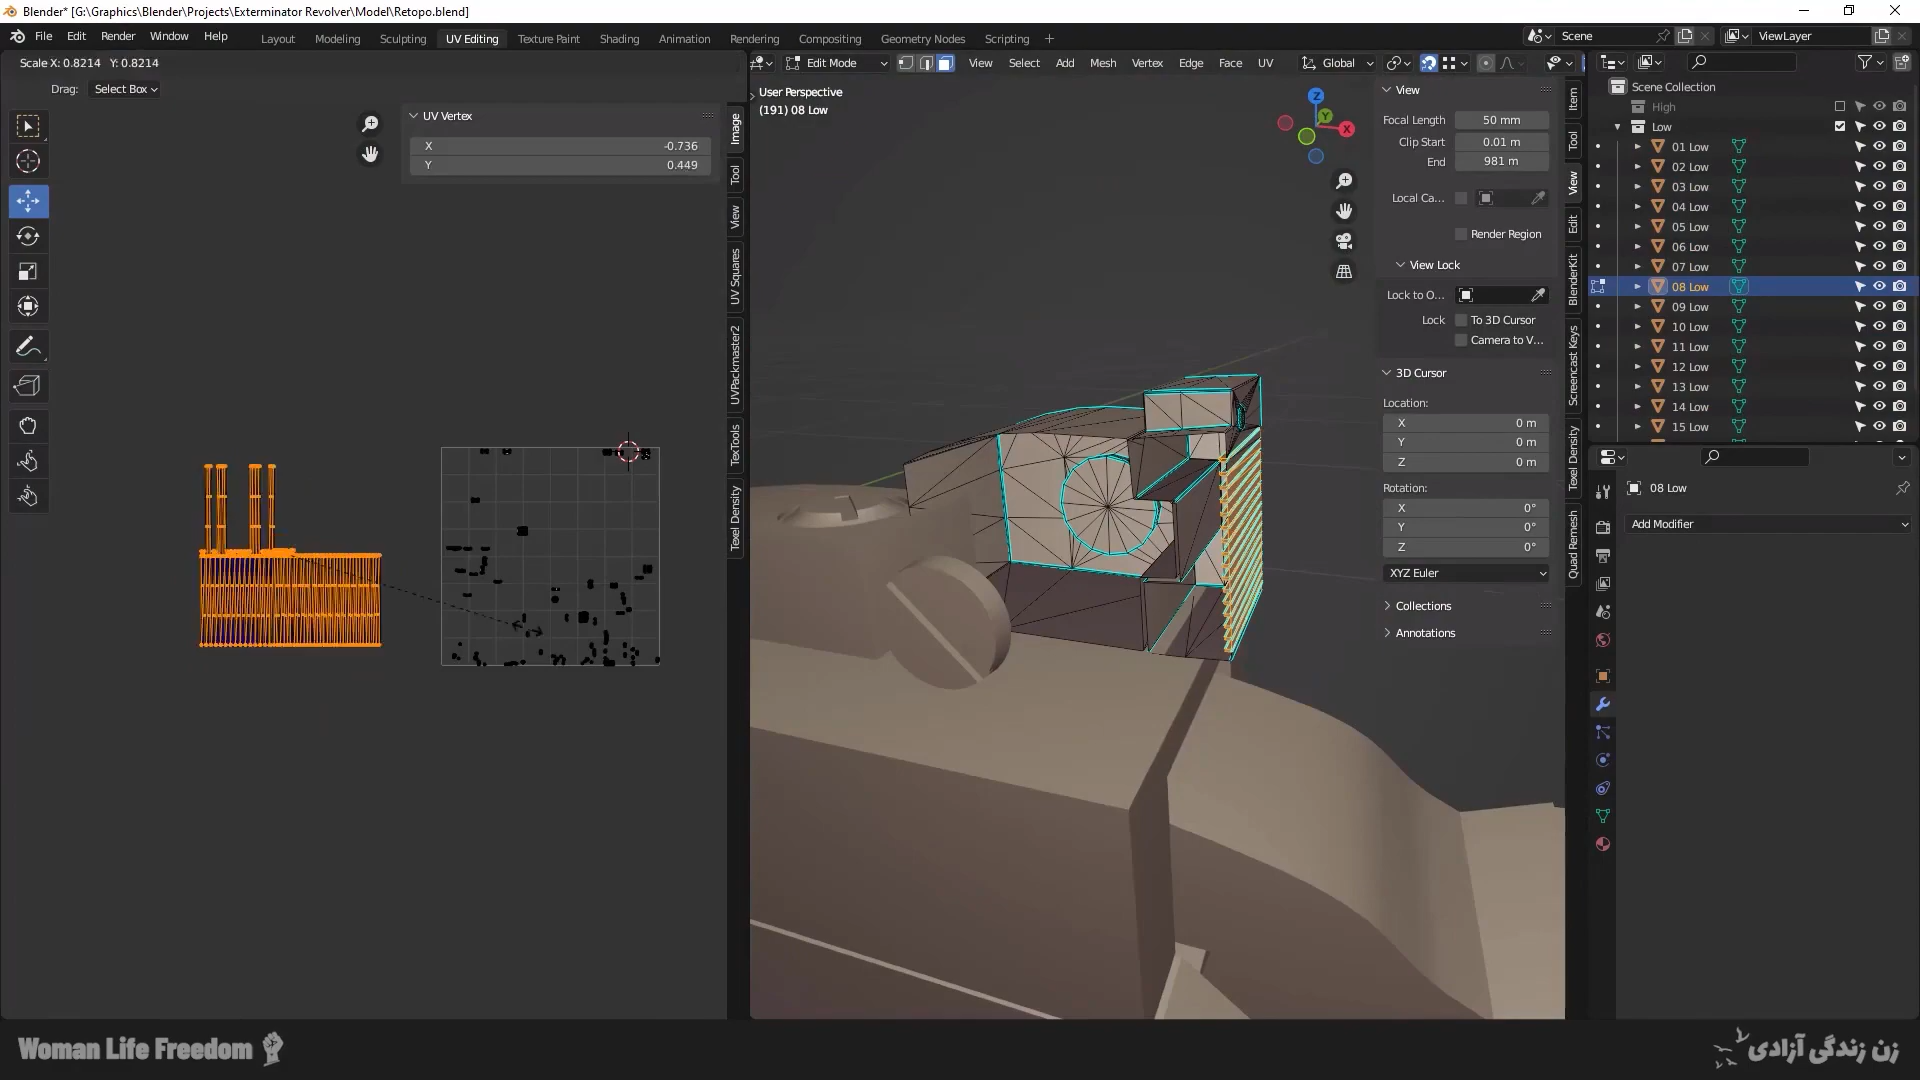 Blender* [G:\Graphics\Blender\Projects\Exterminator Revolver\Model\Retopo.blend]
File Edit Render Window Help
Layout Modeling Sculpting UV Editing Texture Paint Shading Animation Rendering Compositing Geometry Nodes Scripting +
Scene
ViewLayer
Scale X: 0.8214 Y: 0.8214
Drag: Select Box
UV Vertex
X -0.736
Y 0.449
Image
Tool
View
UV Squares
UVPackmaster2
TexTools
Texel Density
Edit Mode View Select Add Mesh Vertex Edge Face UV Global
User Perspective
(191) 08 Low
Z
Y
X
View
Focal Length 50 mm
Clip Start 0.01 m
End 981 m
Local Ca...
Render Region
View Lock
Lock to O...
Lock To 3D Cursor
Camera to V...
3D Cursor
Location:
X 0 m
Y 0 m
Z 0 m
Rotation:
X 0°
Y 0°
Z 0°
XYZ Euler
Collections
Annotations
Item
Tool
View
Edit
BlenderKit
Screencast Keys
Texel Density
Quad Remesh
Scene Collection
High
Low
01 Low
02 Low
03 Low
04 Low
05 Low
06 Low
07 Low
08 Low
09 Low
10 Low
11 Low
12 Low
13 Low
14 Low
15 Low
08 Low
Add Modifier
Woman Life Freedom
زن زندگی آزادی